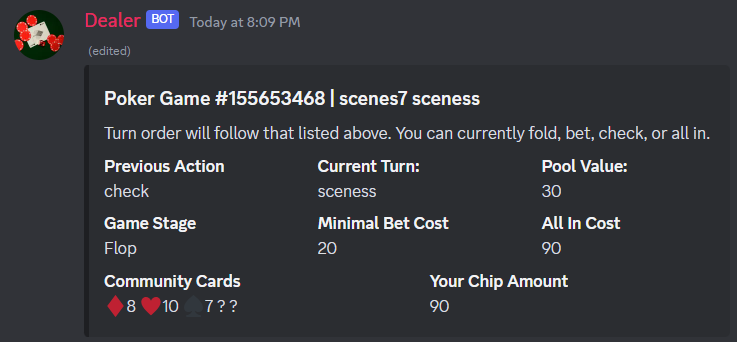 Dealer BOT Today at 8:09 PM
(edited)
Poker Game #155653468 | scenes7 sceness
Turn order will follow that listed above. You can currently fold, bet, check, or all in.
Previous Action Current Turn: Pool Value:
check sceness 30
Game Stage Minimal Bet Cost All In Cost
Flop 20 90
Community Cards Your Chip Amount
♦8 ♥10 ♠7 ? ? 90